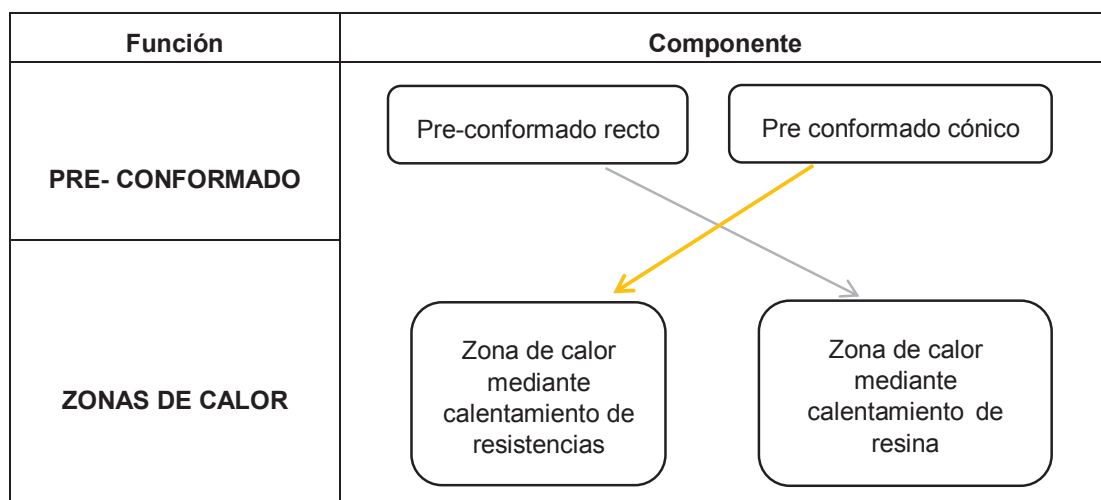 Función
Componente
PRE- CONFORMADO
Pre-conformado recto
Pre conformado cónico
ZONAS DE CALOR
Zona de calor
mediante
calentamiento de
resistencias
Zona de calor
mediante
calentamiento de
resina